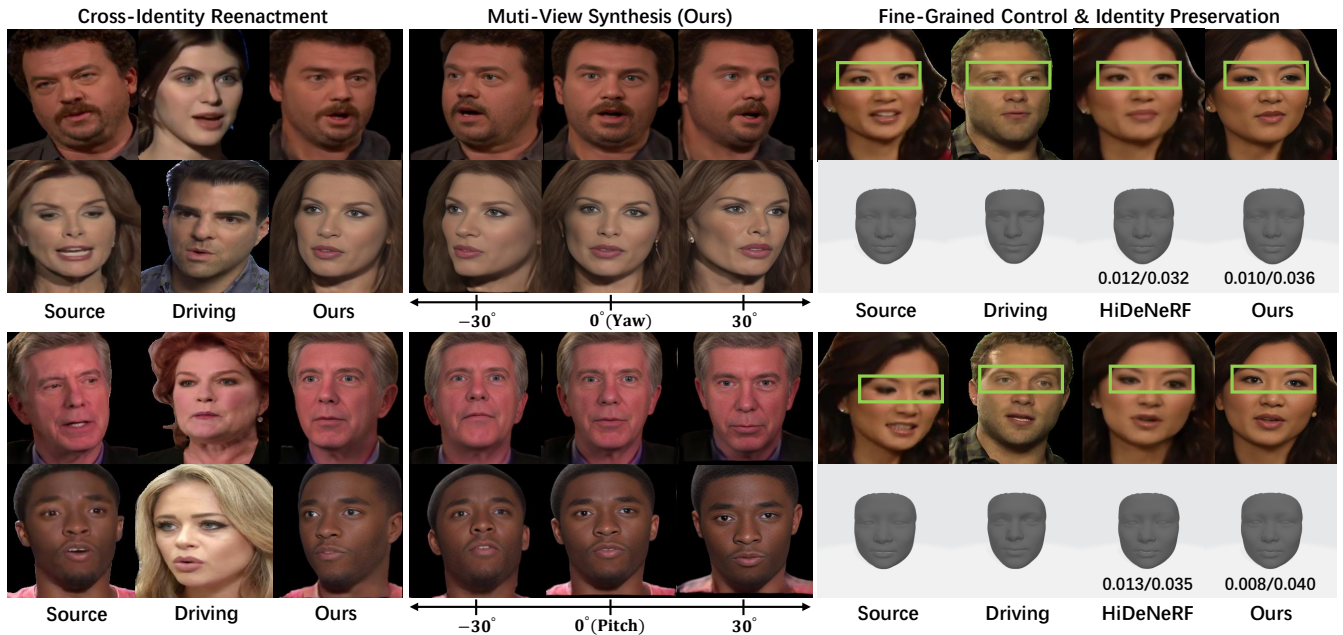 Cross-Identity Reenactment
Muti-View Synthesis (Ours)
Fine-Grained Control & Identity Preservation
0.012/0.032
0.010/0.036
Source
Driving
Ours
−30°
0°(Yaw)
30°
Source
Driving
HiDeNeRF
Ours
0.013/0.035
0.008/0.040
Source
Driving
Ours
−30°
0°(Pitch)
30°
Source
Driving
HiDeNeRF
Ours